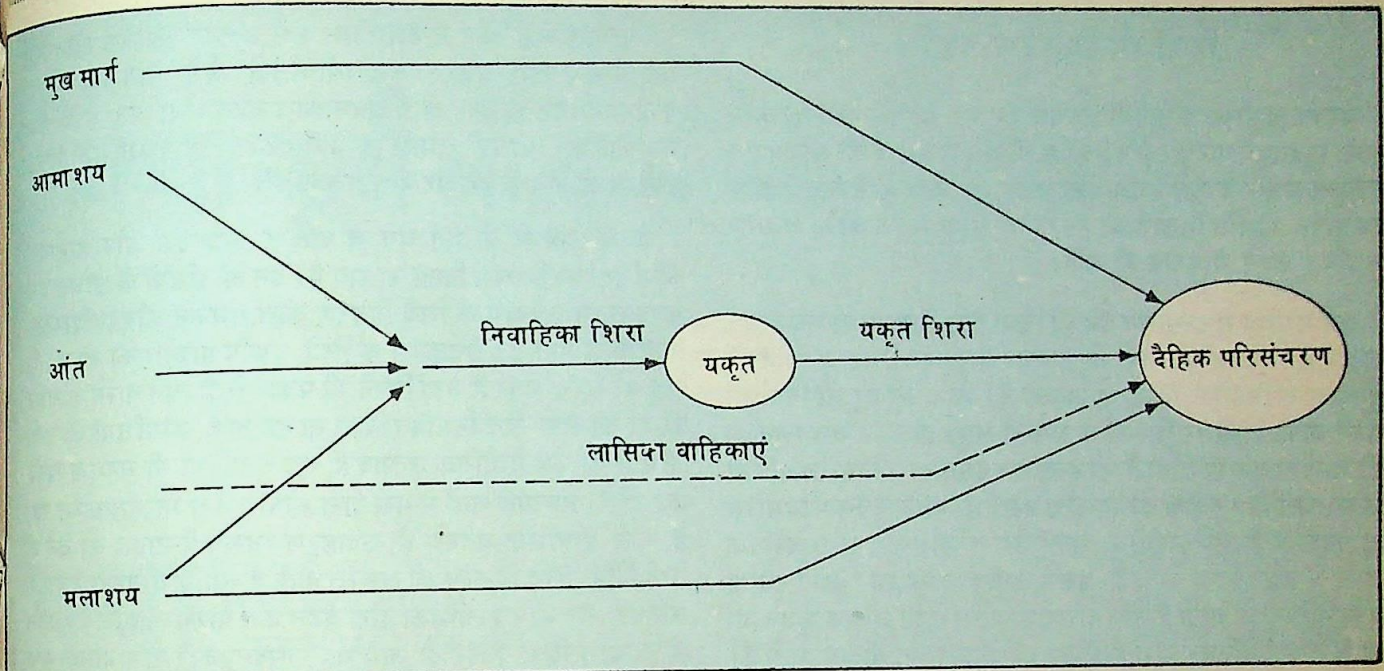 मुख मार्ग
आमाशय
आंत
निवाहिका शिरा
यकृत
यकृत शिरा
दैहिक परिसंचरण
लासिका वाहिकाएं
मलाशय